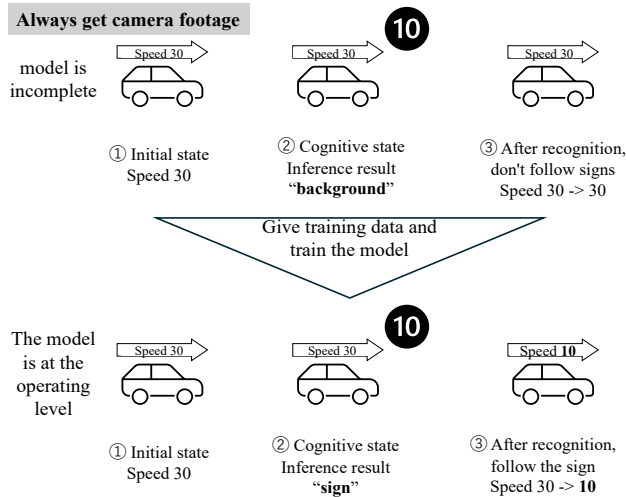 Always get camera footage
10
Speed 30
Speed 30
Speed 30
model is
incomplete
① Initial state
Speed 30
② Cognitive state
Inference result
“background”
③ After recognition,
don't follow signs
Speed 30 -> 30
Give training data and
train the model
10
The model
is at the
operating
level
Speed 30
Speed 30
Speed 10
① Initial state
Speed 30
② Cognitive state
Inference result
“sign”
③ After recognition,
follow the sign
Speed 30 -> 10